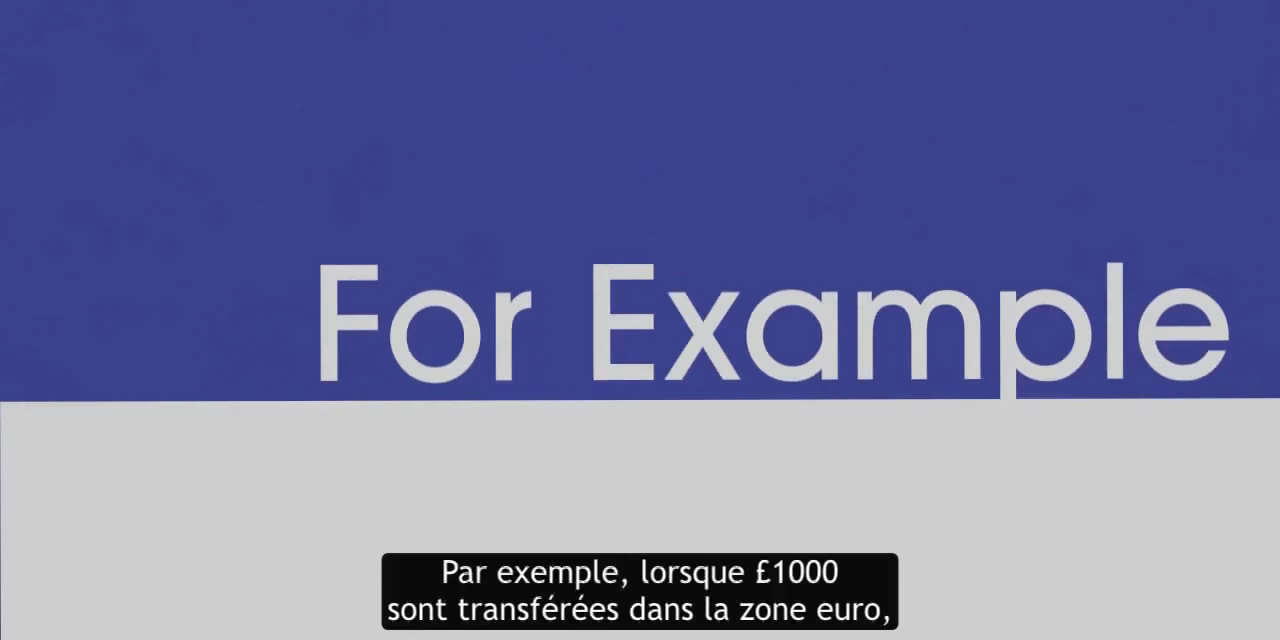 For Example
Par exemple, lorsque £1000
sont transférées dans la zone euro,